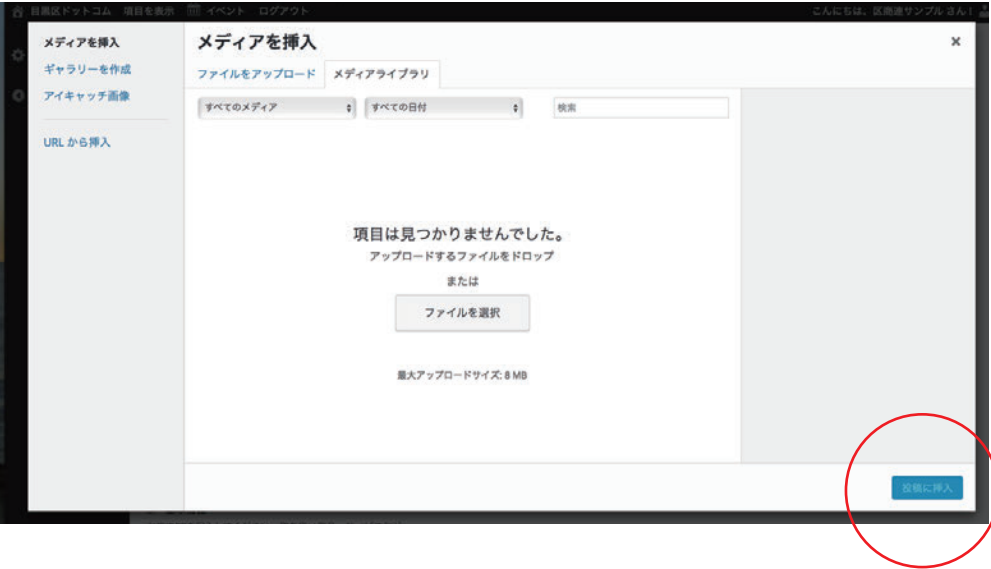 目黒区ドットコム 項目を表示 イベント ログアウト こんにちは、区商連サンプル さん！
メディアを挿入
ギャラリーを作成
アイキャッチ画像
URL から挿入
メディアを挿入
×
ファイルをアップロード メディアライブラリ
すべてのメディア すべての日付 検索
項目は見つかりませんでした。
アップロードするファイルをドロップ
または
ファイルを選択
最大アップロードサイズ: 8 MB
投稿に挿入